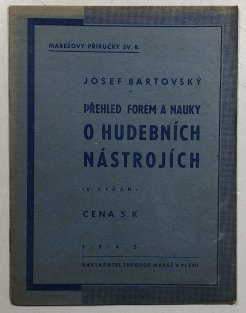 MAREŠOVY PŘÍRUČKY SV. 8.
JOSEF BARTOVSKÝ
PŘEHLED FOREM A NAUKY
O HUDEBNÍCH
NÁSTROJÍCH
IV. VYDÁNÍ
CENA 5 K
1945
NAKLADATEL THEODOR MAREŠ V PLZNI